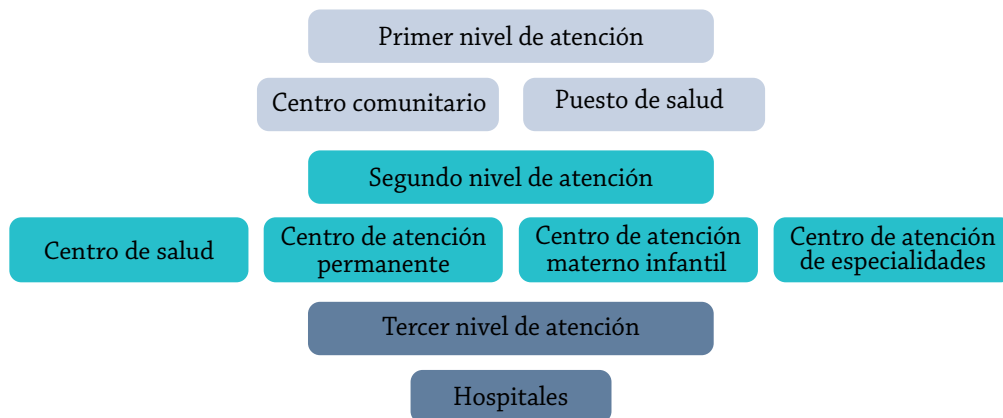 Primer nivel de atención
Centro comunitario
Puesto de salud
Segundo nivel de atención
Centro de salud
Centro de atención
permanente
Centro de atención
materno infantil
Centro de atención
de especialidades
Tercer nivel de atención
Hospitales